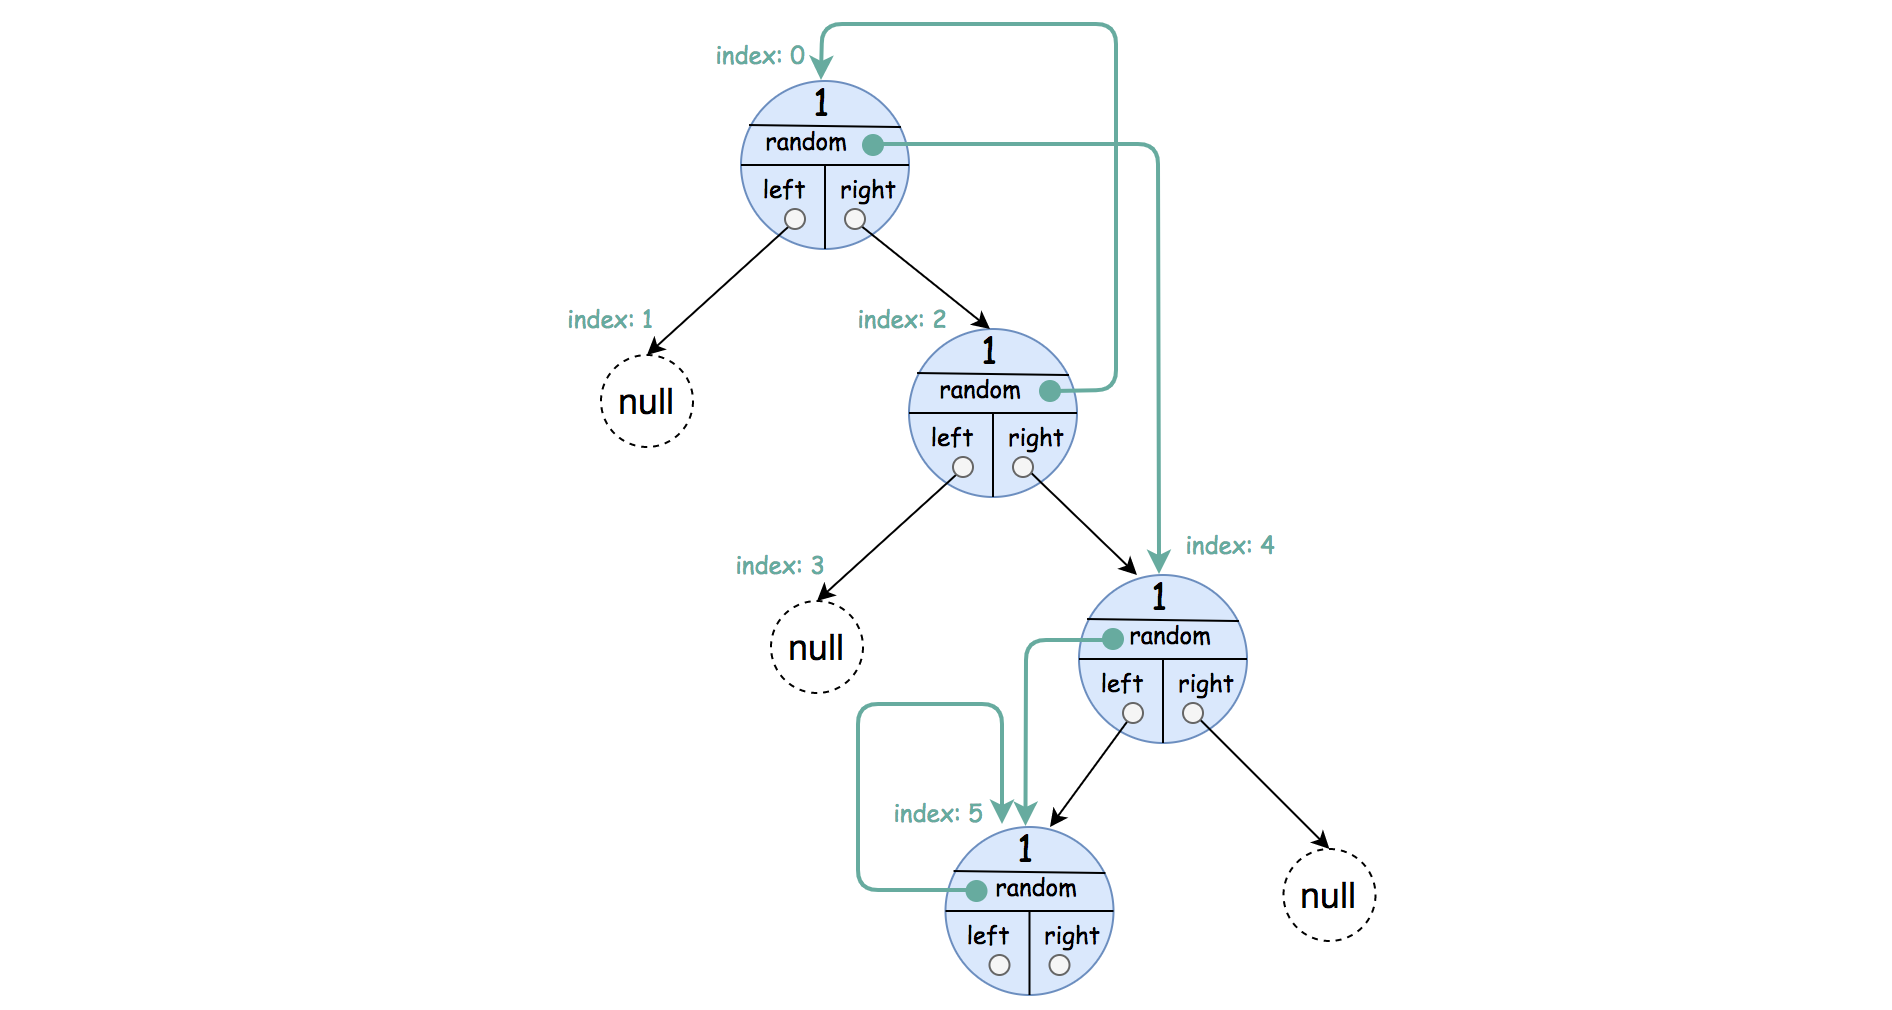 index: 0
1
random
left right
index: 1
index: 2
null
1
random
left right
index: 3
index: 4
null
1
random
left right
index: 5
1
random
left right
null